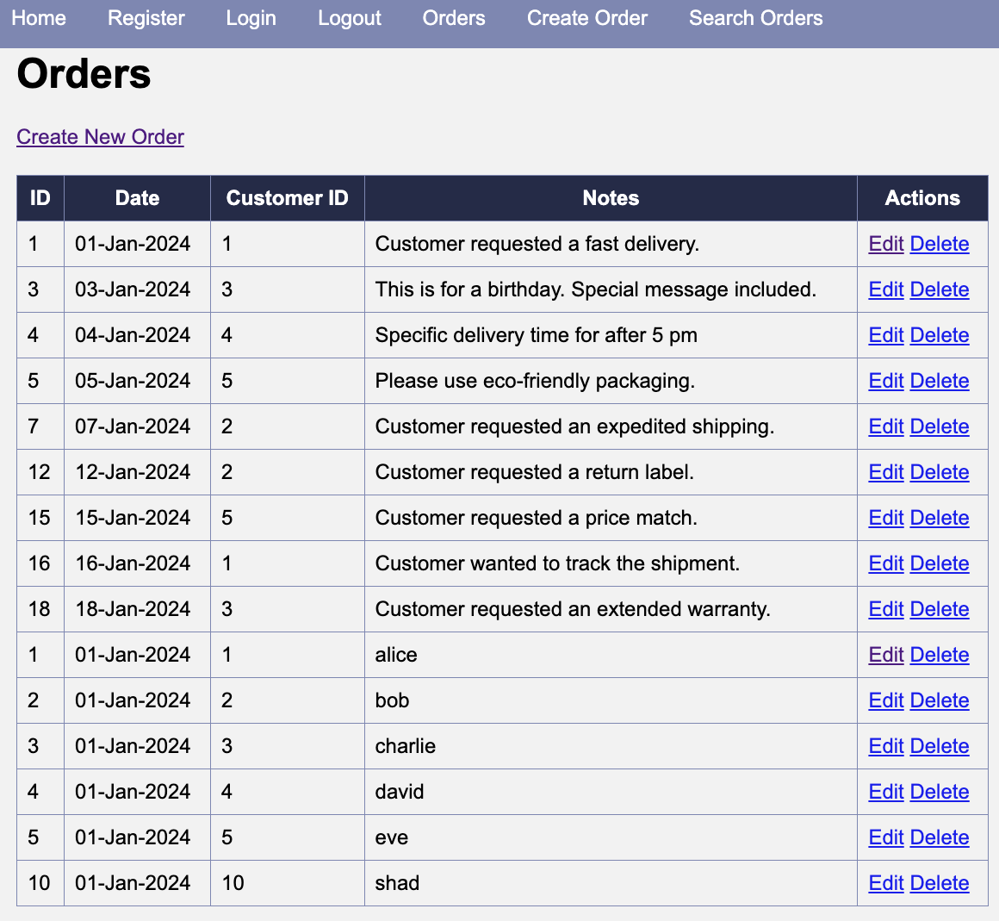 Home Register Login Logout Orders Create Order Search Orders
Orders
Create New Order
ID Date Customer ID Notes Actions
1 01-Jan-2024 1 Customer requested a fast delivery. Edit Delete
3 03-Jan-2024 3 This is for a birthday. Special message included. Edit Delete
4 04-Jan-2024 4 Specific delivery time for after 5 pm Edit Delete
5 05-Jan-2024 5 Please use eco-friendly packaging. Edit Delete
7 07-Jan-2024 2 Customer requested an expedited shipping. Edit Delete
12 12-Jan-2024 2 Customer requested a return label. Edit Delete
15 15-Jan-2024 5 Customer requested a price match. Edit Delete
16 16-Jan-2024 1 Customer wanted to track the shipment. Edit Delete
18 18-Jan-2024 3 Customer requested an extended warranty. Edit Delete
1 01-Jan-2024 1 alice Edit Delete
2 01-Jan-2024 2 bob Edit Delete
3 01-Jan-2024 3 charlie Edit Delete
4 01-Jan-2024 4 david Edit Delete
5 01-Jan-2024 5 eve Edit Delete
10 01-Jan-2024 10 shad Edit Delete